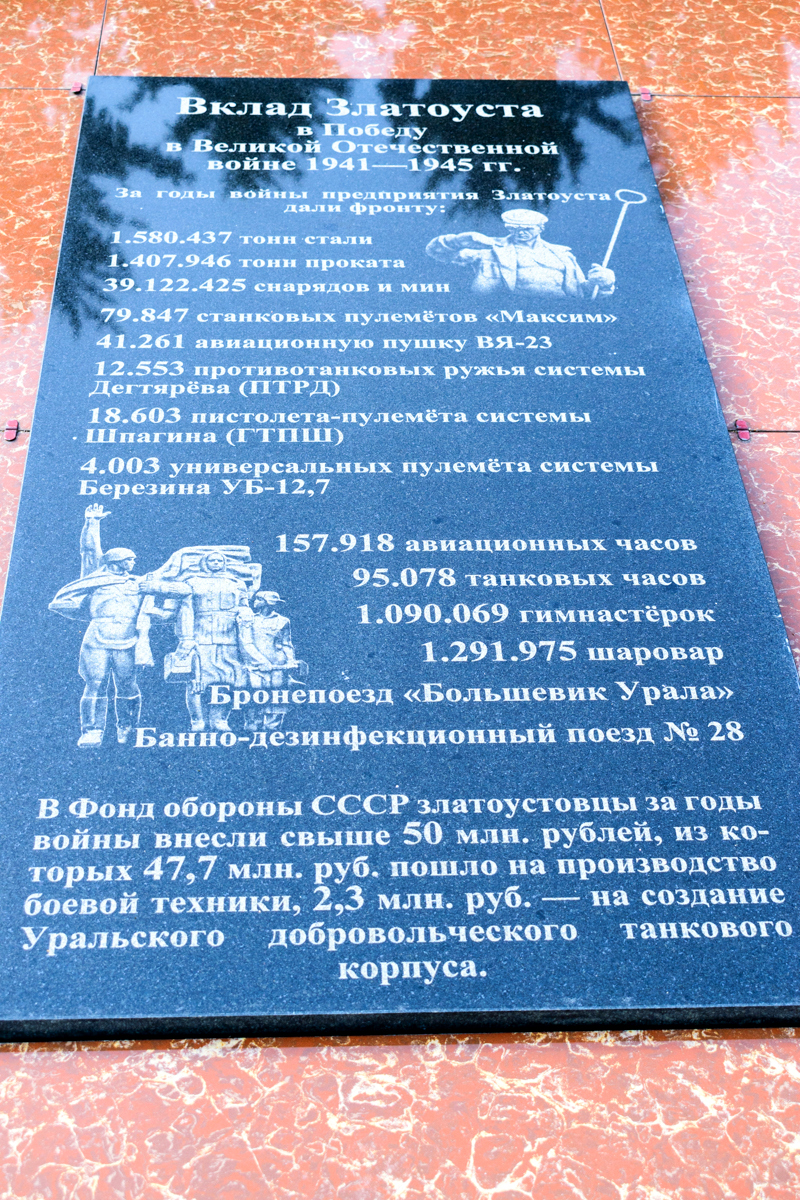 Вклад Златоуста
в Победу
в Великой Отечественной
войне 1941—1945 гг.
За годы войны предприятия Златоуста
дали фронту:
1.580.437 тонн стали
1.407.946 тонн проката
39.122.425 снарядов и мин
79.847 станковых пулемётов «Максим»
41.261 авиационную пушку ВЯ-23
12.553 противотанковых ружья системы
Дегтярёва (ПТРД)
18.603 пистолета-пулемёта системы
Шпагина (ГТПШ)
4.003 универсальных пулемёта системы
Березина УБ-12,7
157.918 авиационных часов
95.078 танковых часов
1.090.069 гимнастёрок
1.291.975 шаровар
Бронепоезд «Большевик Урала»
Банно-дезинфекционный поезд № 28
В Фонд обороны СССР златоустовцы за годы
войны внесли свыше 50 млн. рублей, из ко-
торых 47,7 млн. руб. пошло на производство
боевой техники, 2,3 млн. руб. — на создание
Уральского добровольческого танкового
корпуса.